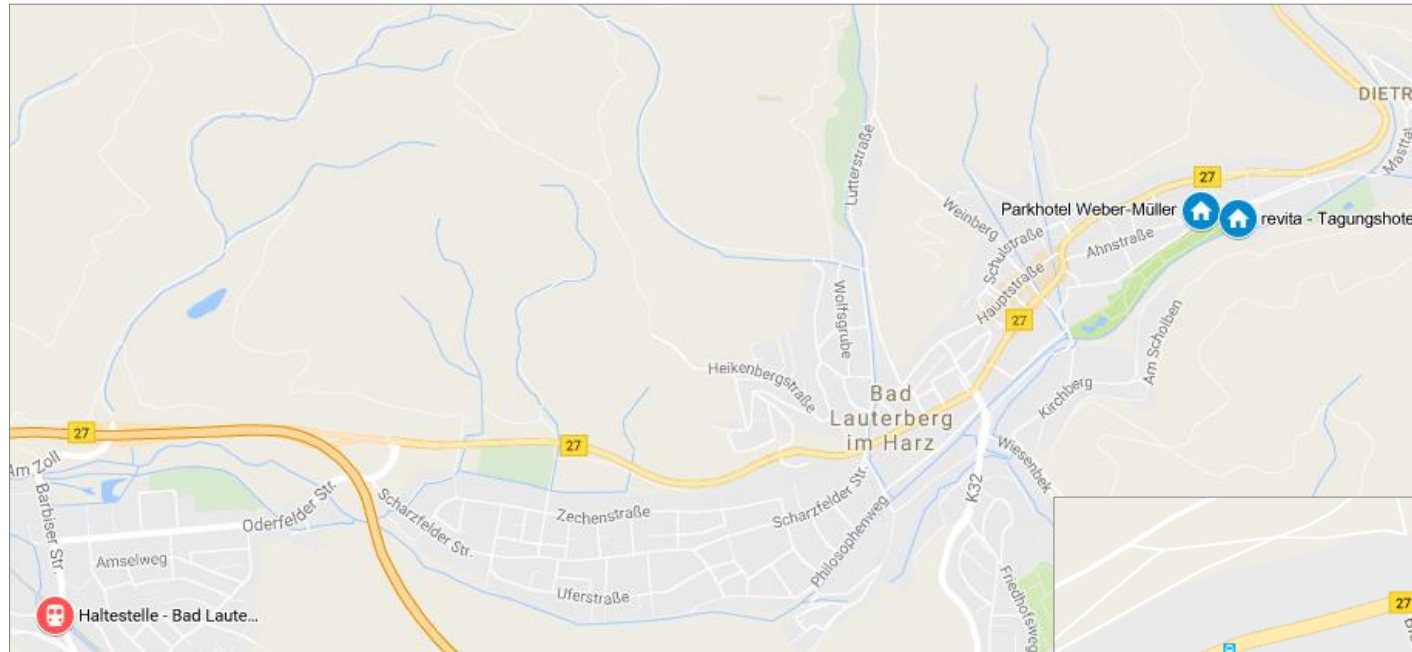 DIETR
Masttal
27
Parkhotel Weber-Müller
revita - Tagungshote
Lutterstraße
Weinberg
Schulstraße
Ahnstraße
Hauptstraße
27
Wolfsgrube
Am Scholben
Kirchberg
Heikenbergstraße
Bad
Lauterberg
im Harz
27
27
Am Zoll
Barbiser Str.
Oderfelder Str.
Scharzfelder Str.
Zechenstraße
Scharzfelder Str.
Philosophenweg
K32
Wiesenbek
Amselweg
Uferstraße
Friedhofsweg
Haltestelle - Bad Laute...
27